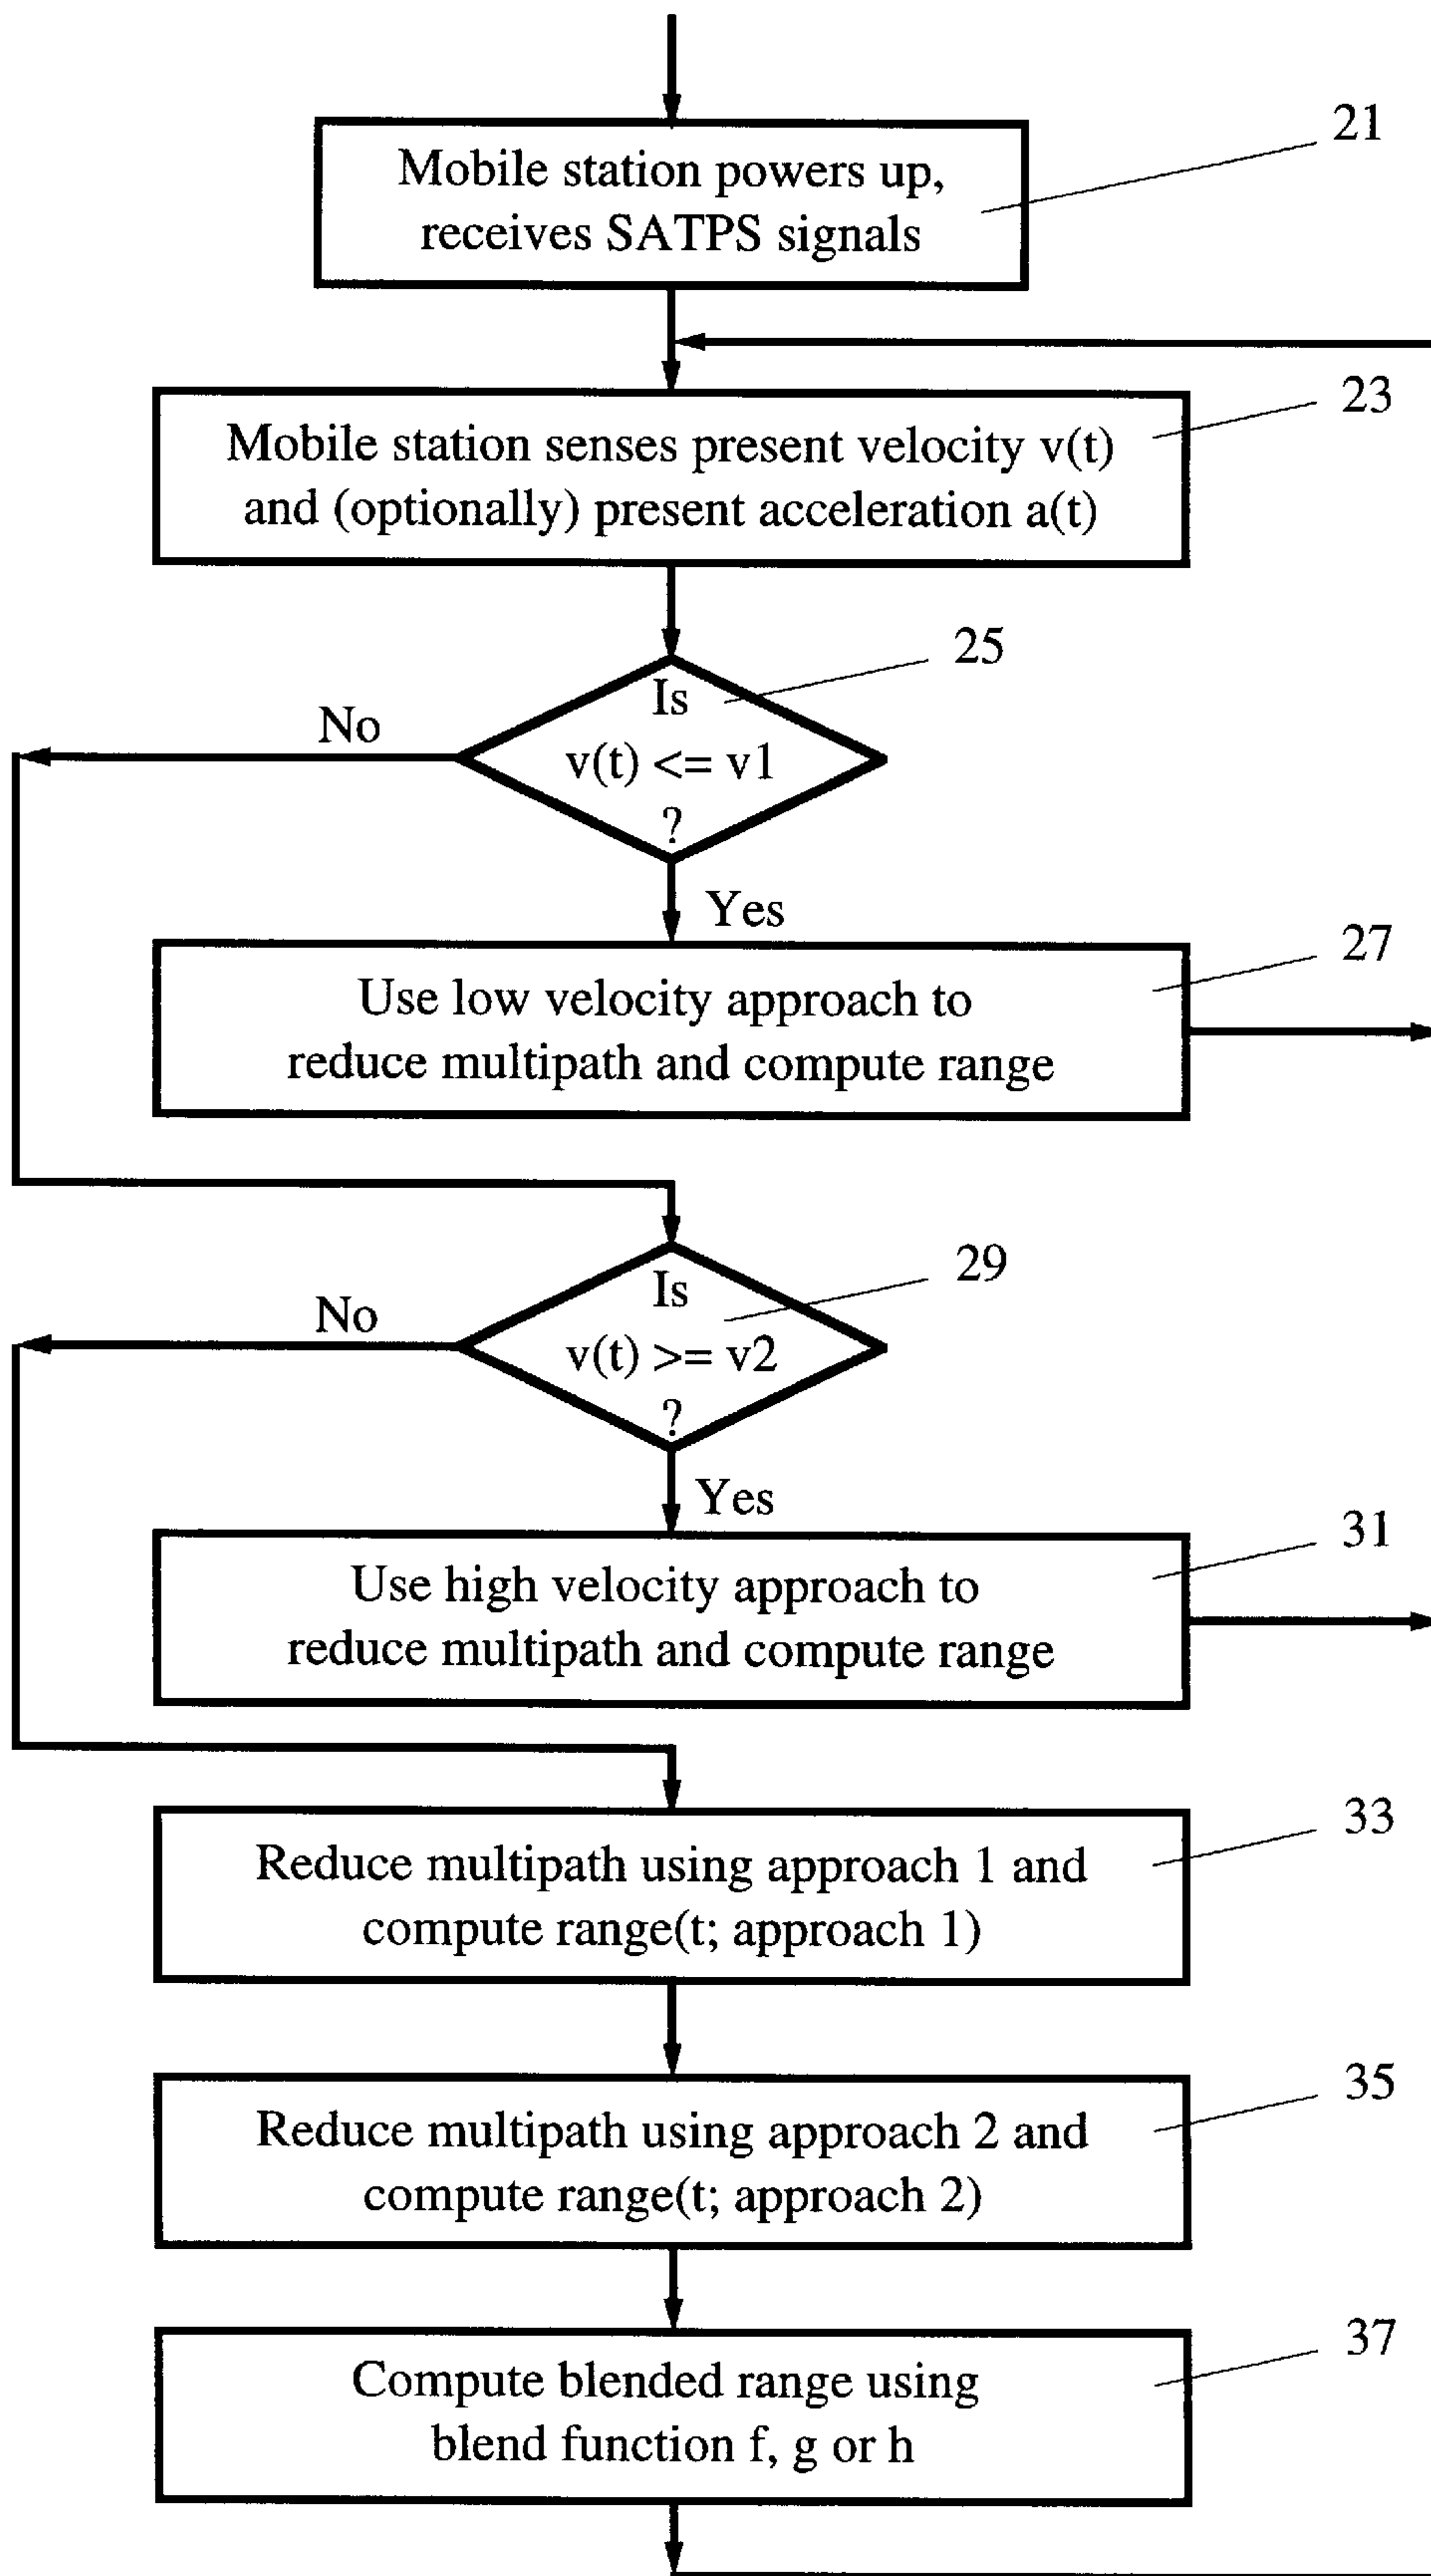 21
Mobile station powers up,
receives SATPS signals
23
Mobile station senses present velocity v(t)
and (optionally) present acceleration a(t)
25
Is
No
v(t) <= v1
?
Yes
27
Use low velocity approach to
reduce multipath and compute range
29
Is
No
v(t) >= v2
?
Yes
31
Use high velocity approach to
reduce multipath and compute range
33
Reduce multipath using approach 1 and
compute range(t; approach 1)
35
Reduce multipath using approach 2 and
compute range(t; approach 2)
37
Compute blended range using
blend function f, g or h